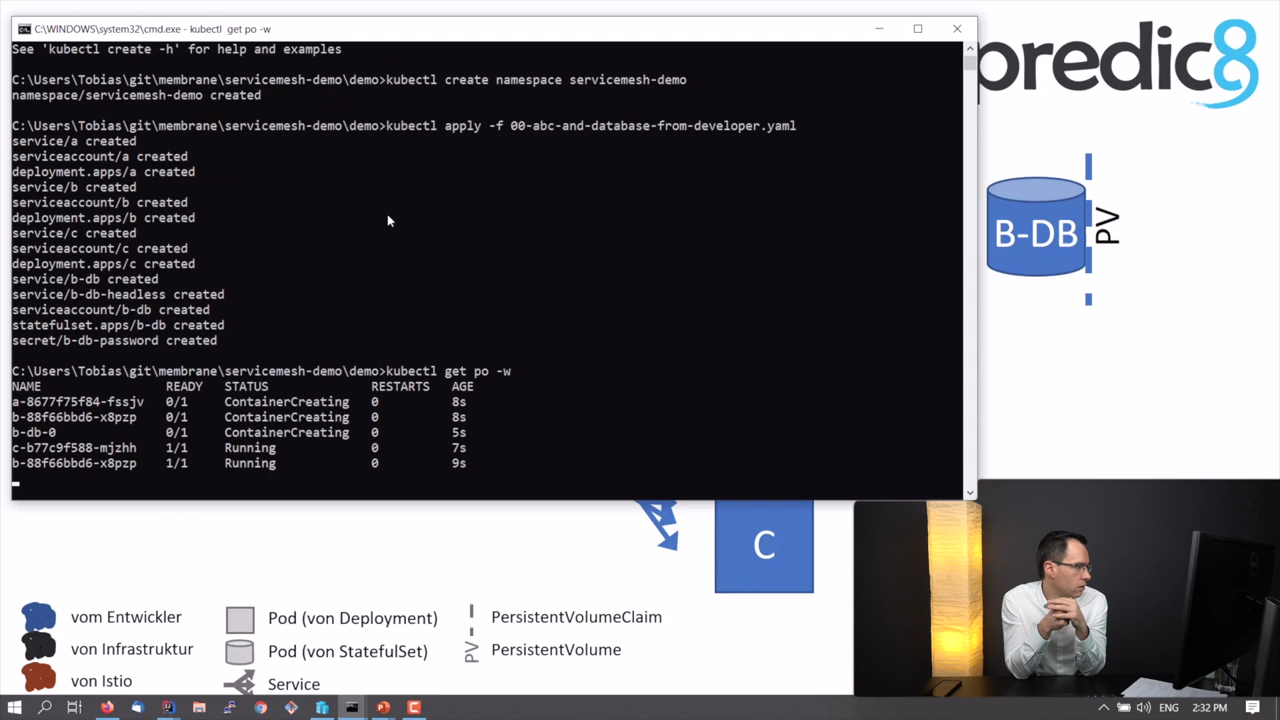 C:\WINDOWS\system32\cmd.exe - kubectl  get po -w
See 'kubectl create -h' for help and examples
C:\Users\Tobias\git\membrane\servicemesh-demo\demo>kubectl create namespace servicemesh-demo
namespace/servicemesh-demo created
C:\Users\Tobias\git\membrane\servicemesh-demo\demo>kubectl apply -f 00-abc-and-database-from-developer.yaml
service/a created
serviceaccount/a created
deployment.apps/a created
service/b created
serviceaccount/b created
deployment.apps/b created
service/c created
serviceaccount/c created
deployment.apps/c created
service/b-db created
service/b-db-headless created
serviceaccount/b-db created
statefulset.apps/b-db created
secret/b-db-password created
C:\Users\Tobias\git\membrane\servicemesh-demo\demo>kubectl get po -w
NAME READY STATUS RESTARTS AGE
a-8677f75f84-fssjv 0/1 ContainerCreating 0 8s
b-88f66bbd6-x8pzp 0/1 ContainerCreating 0 8s
b-db-0 0/1 ContainerCreating 0 5s
c-b77c9f588-mjzhh 1/1 Running 0 7s
b-88f66bbd6-x8pzp 1/1 Running 0 9s
predic8
B-DB
PV
C
vom Entwickler
von Infrastruktur
von Istio
Pod (von Deployment)
Pod (von StatefulSet)
Service
PersistentVolumeClaim
PV PersistentVolume
ENG 2:32 PM